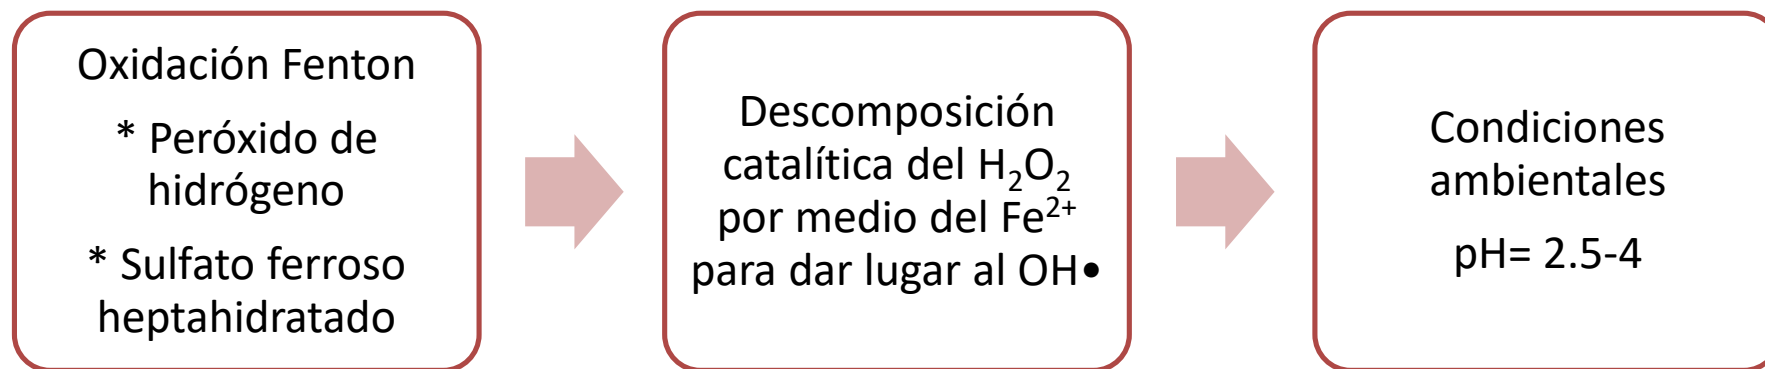 Oxidación Fenton
* Peróxido de
hidrógeno
* Sulfato ferroso
heptahidratado
Descomposición
catalítica del H₂O₂
por medio del Fe²⁺
para dar lugar al OH•
Condiciones
ambientales
pH= 2.5-4